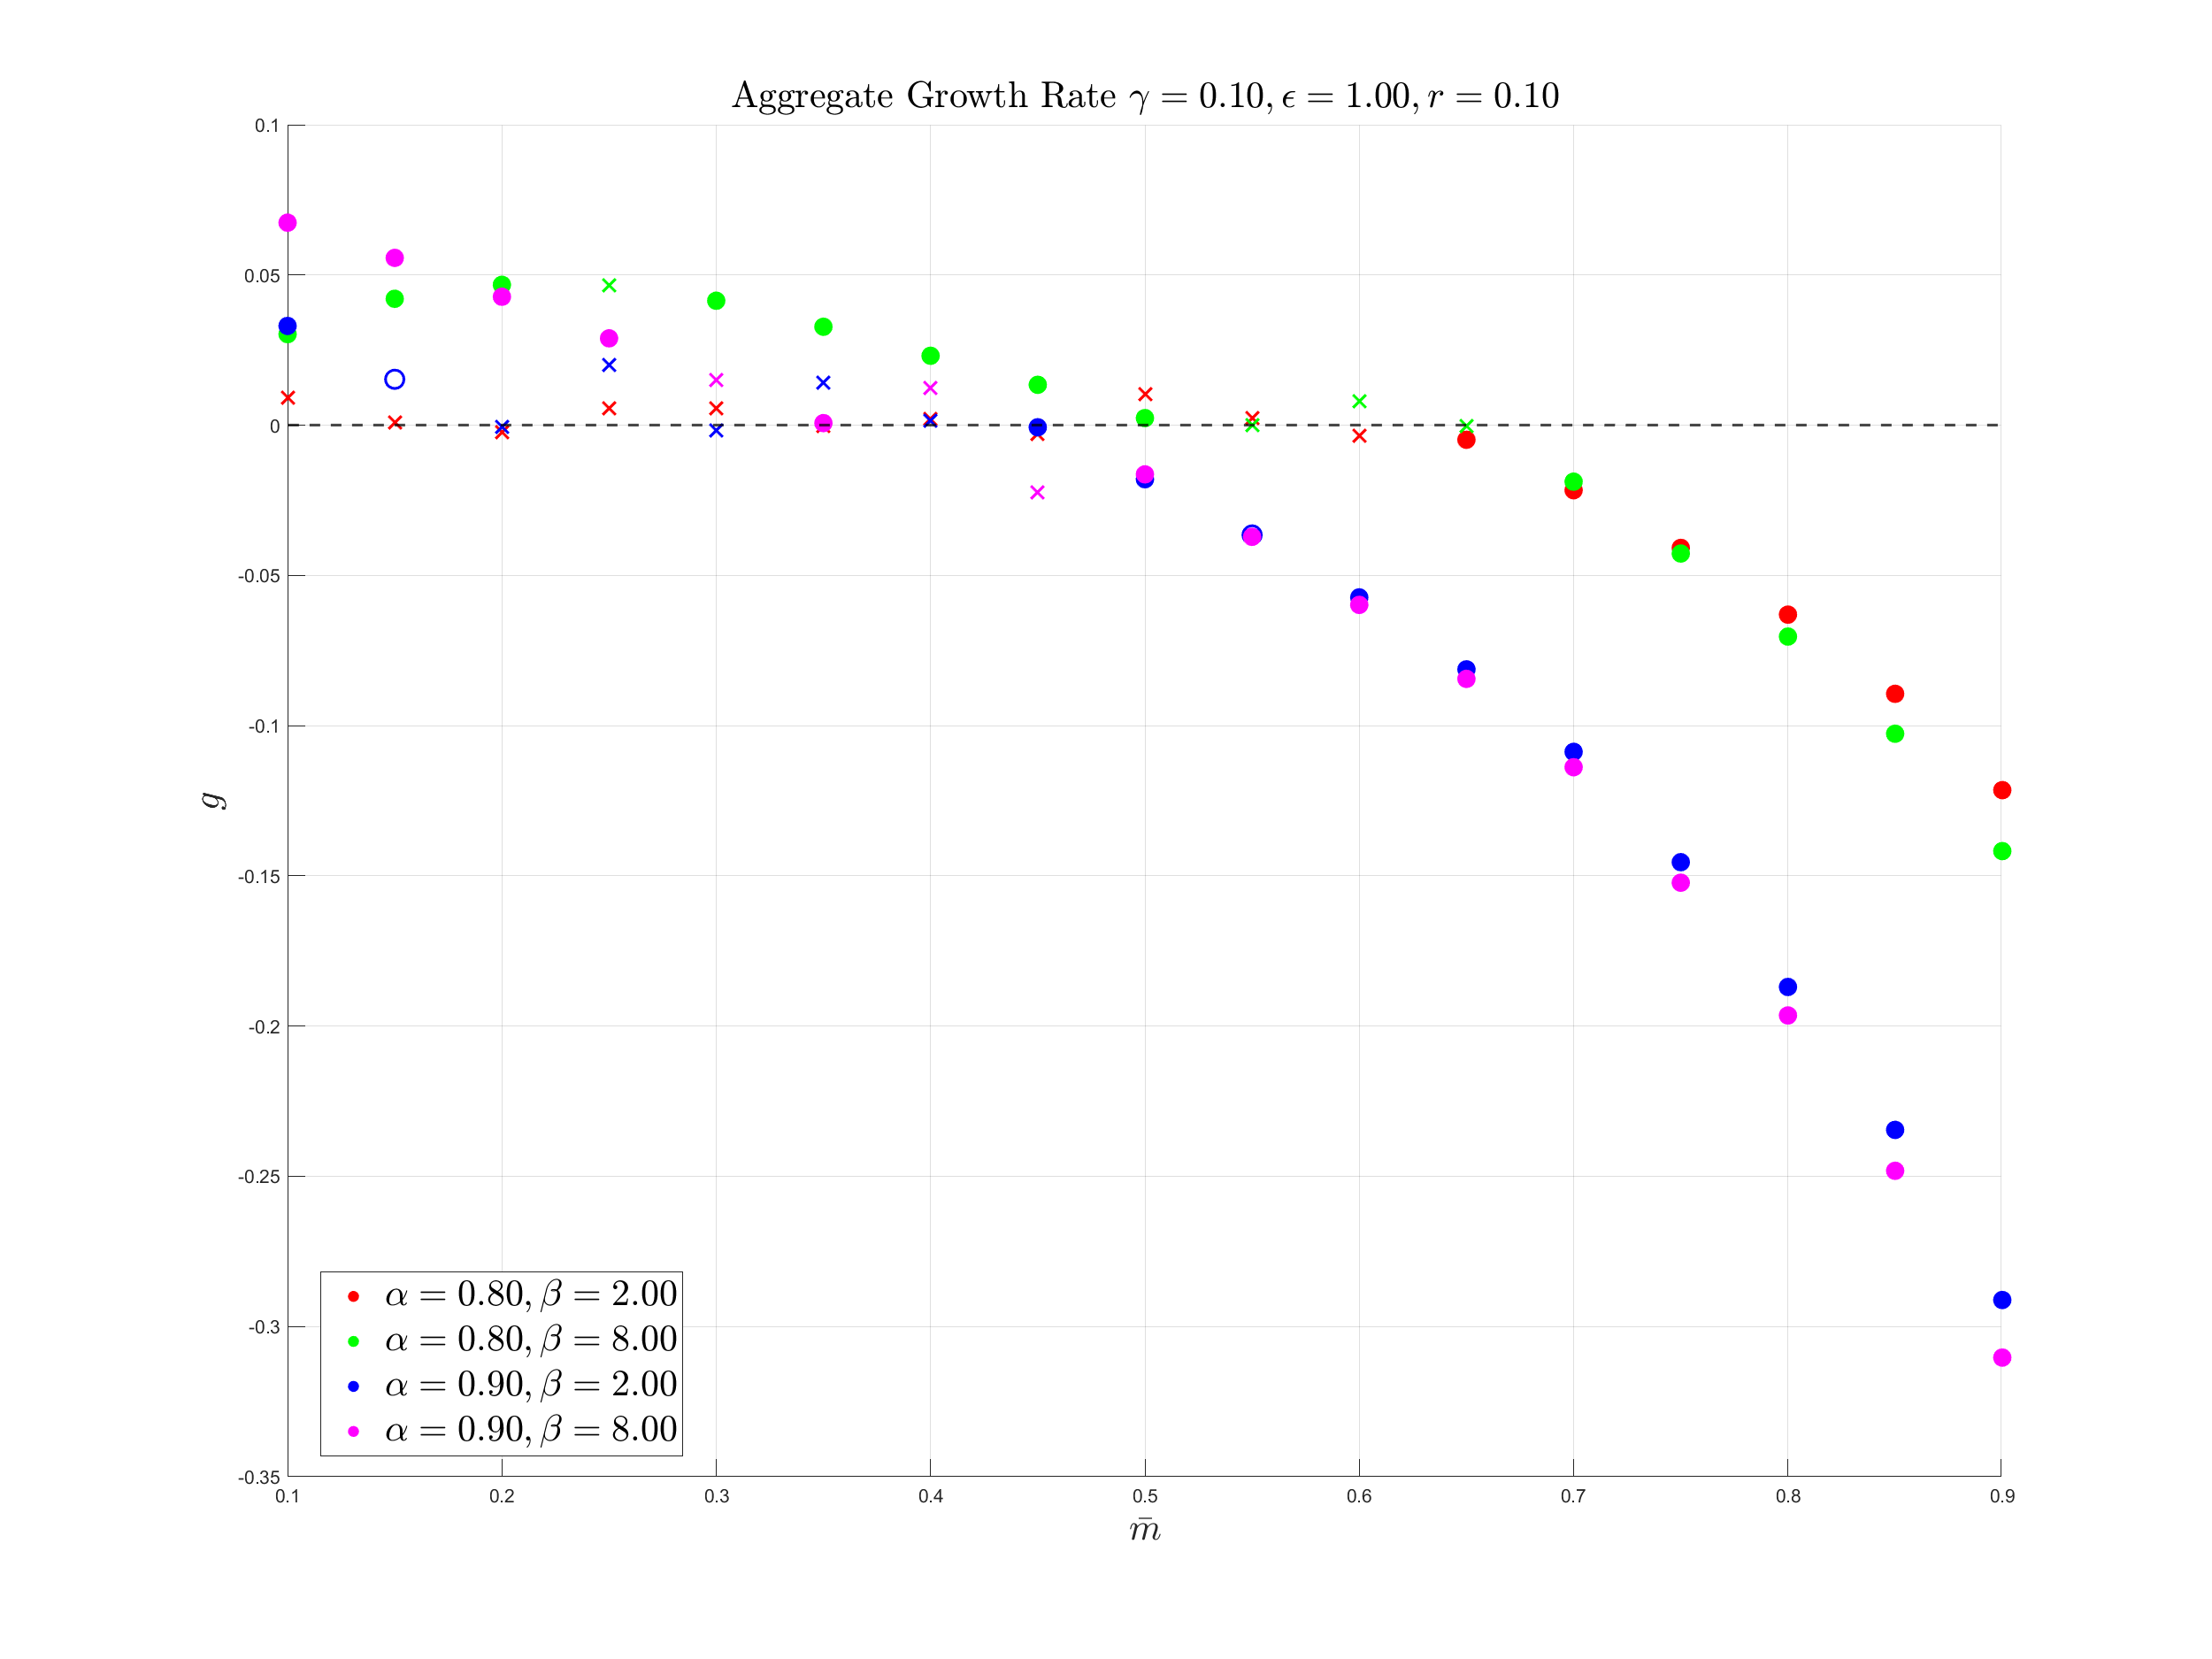 Aggregate Growth Rate γ = 0.10, ϵ = 1.00, r = 0.10
0.1
0.05
0
-0.05
-0.1
-0.15
-0.2
-0.25
-0.3
-0.35
g
α = 0.80, β = 2.00
α = 0.80, β = 8.00
α = 0.90, β = 2.00
α = 0.90, β = 8.00
0.1 0.2 0.3 0.4 0.5 0.6 0.7 0.8 0.9
m̄